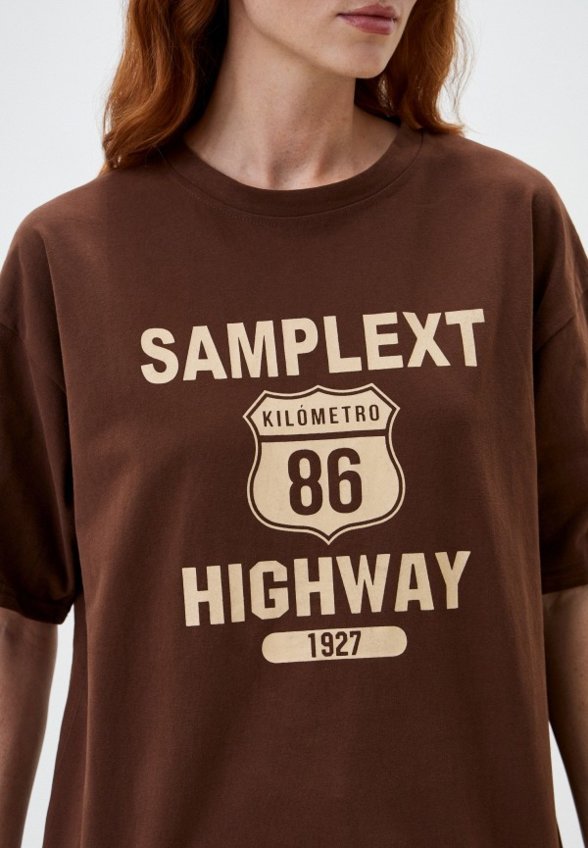 SAMPLEXT
KILÓMETRO
86
HIGHWAY
1927